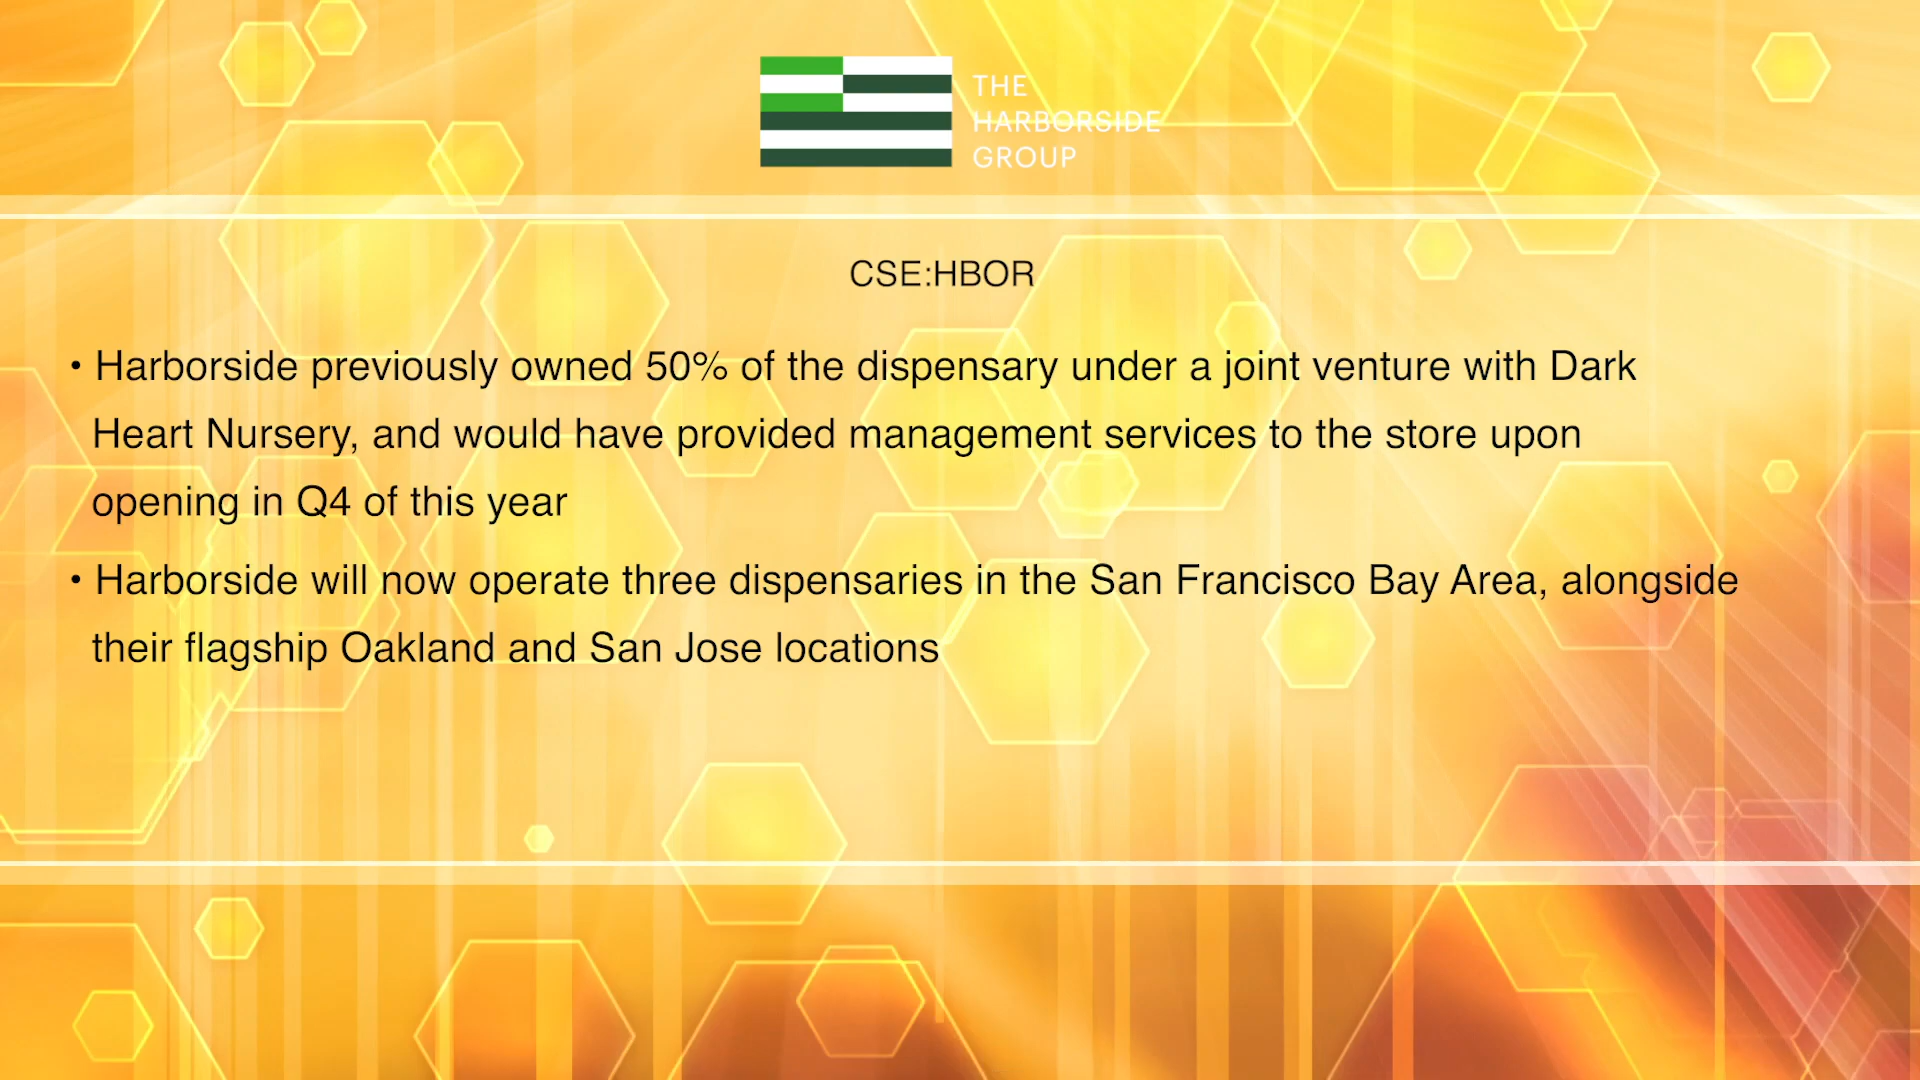 THE
HARBORSIDE
GROUP
CSE:HBOR
• Harborside previously owned 50% of the dispensary under a joint venture with Dark
Heart Nursery, and would have provided management services to the store upon
opening in Q4 of this year
• Harborside will now operate three dispensaries in the San Francisco Bay Area, alongside
their flagship Oakland and San Jose locations